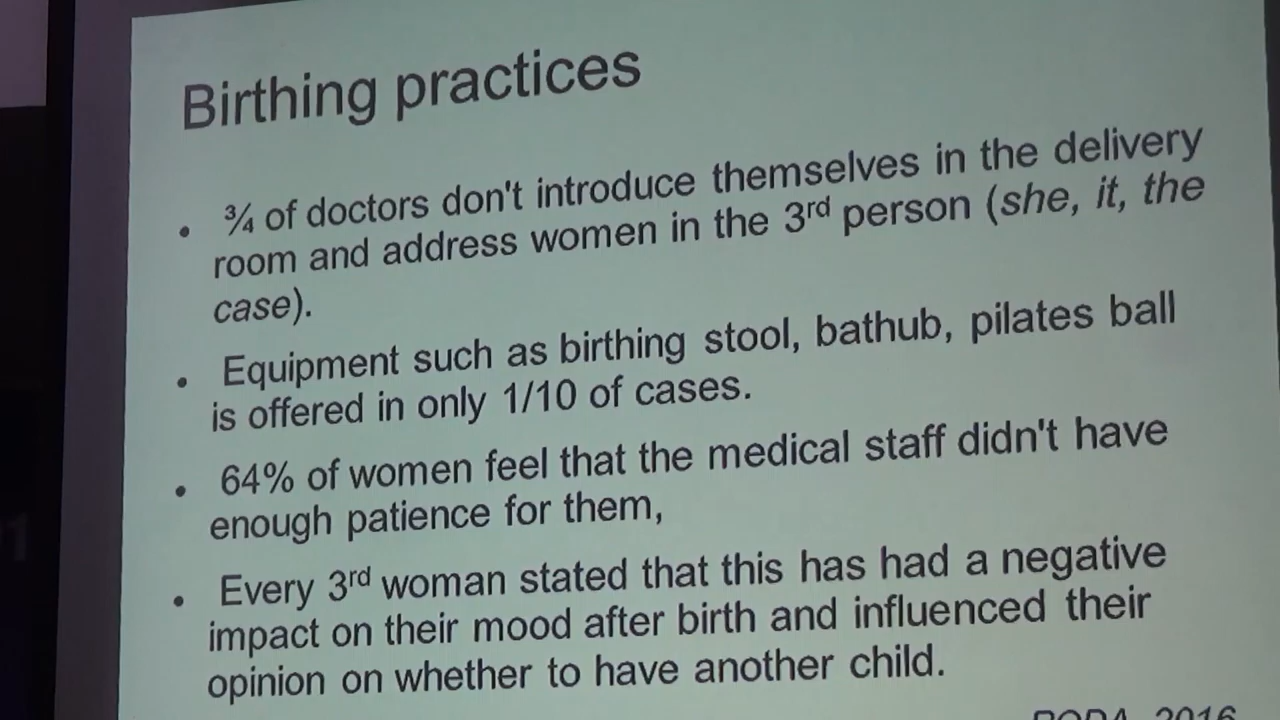 Birthing practices
• ¾ of doctors don't introduce themselves in the delivery
room and address women in the 3rd person (she, it, the
case).
• Equipment such as birthing stool, bathub, pilates ball
is offered in only 1/10 of cases.
• 64% of women feel that the medical staff didn't have
enough patience for them,
• Every 3rd woman stated that this has had a negative
impact on their mood after birth and influenced their
opinion on whether to have another child.
RODA, 2016